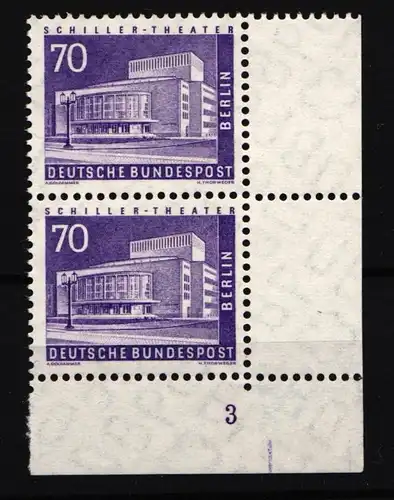 SCHILLER-THEATER
70
BERLIN
DEUTSCHE BUNDESPOST
SCHILLER-THEATER
70
BERLIN
DEUTSCHE BUNDESPOST
3